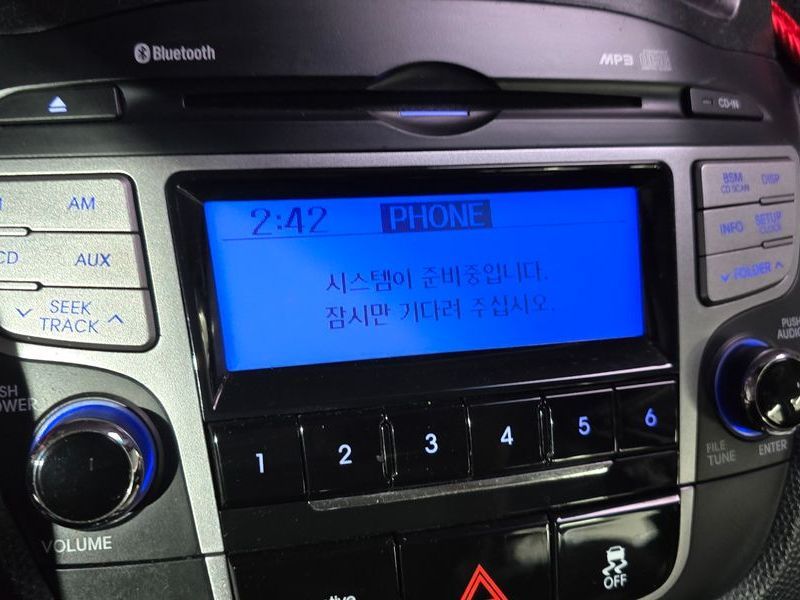 Bluetooth
MP3
CD-IN
AM
CD
AUX
SEEK
TRACK
2:42 PHONE
시스템이 준비중입니다.
잠시만 기다려 주십시오.
BSM
CD SCAN
DISP
INFO
SETUP
CLOCK
FOLDER
PUSH
AUDIO
1 2 3 4 5 6
VOLUME
FILE
TUNE
ENTER
OFF